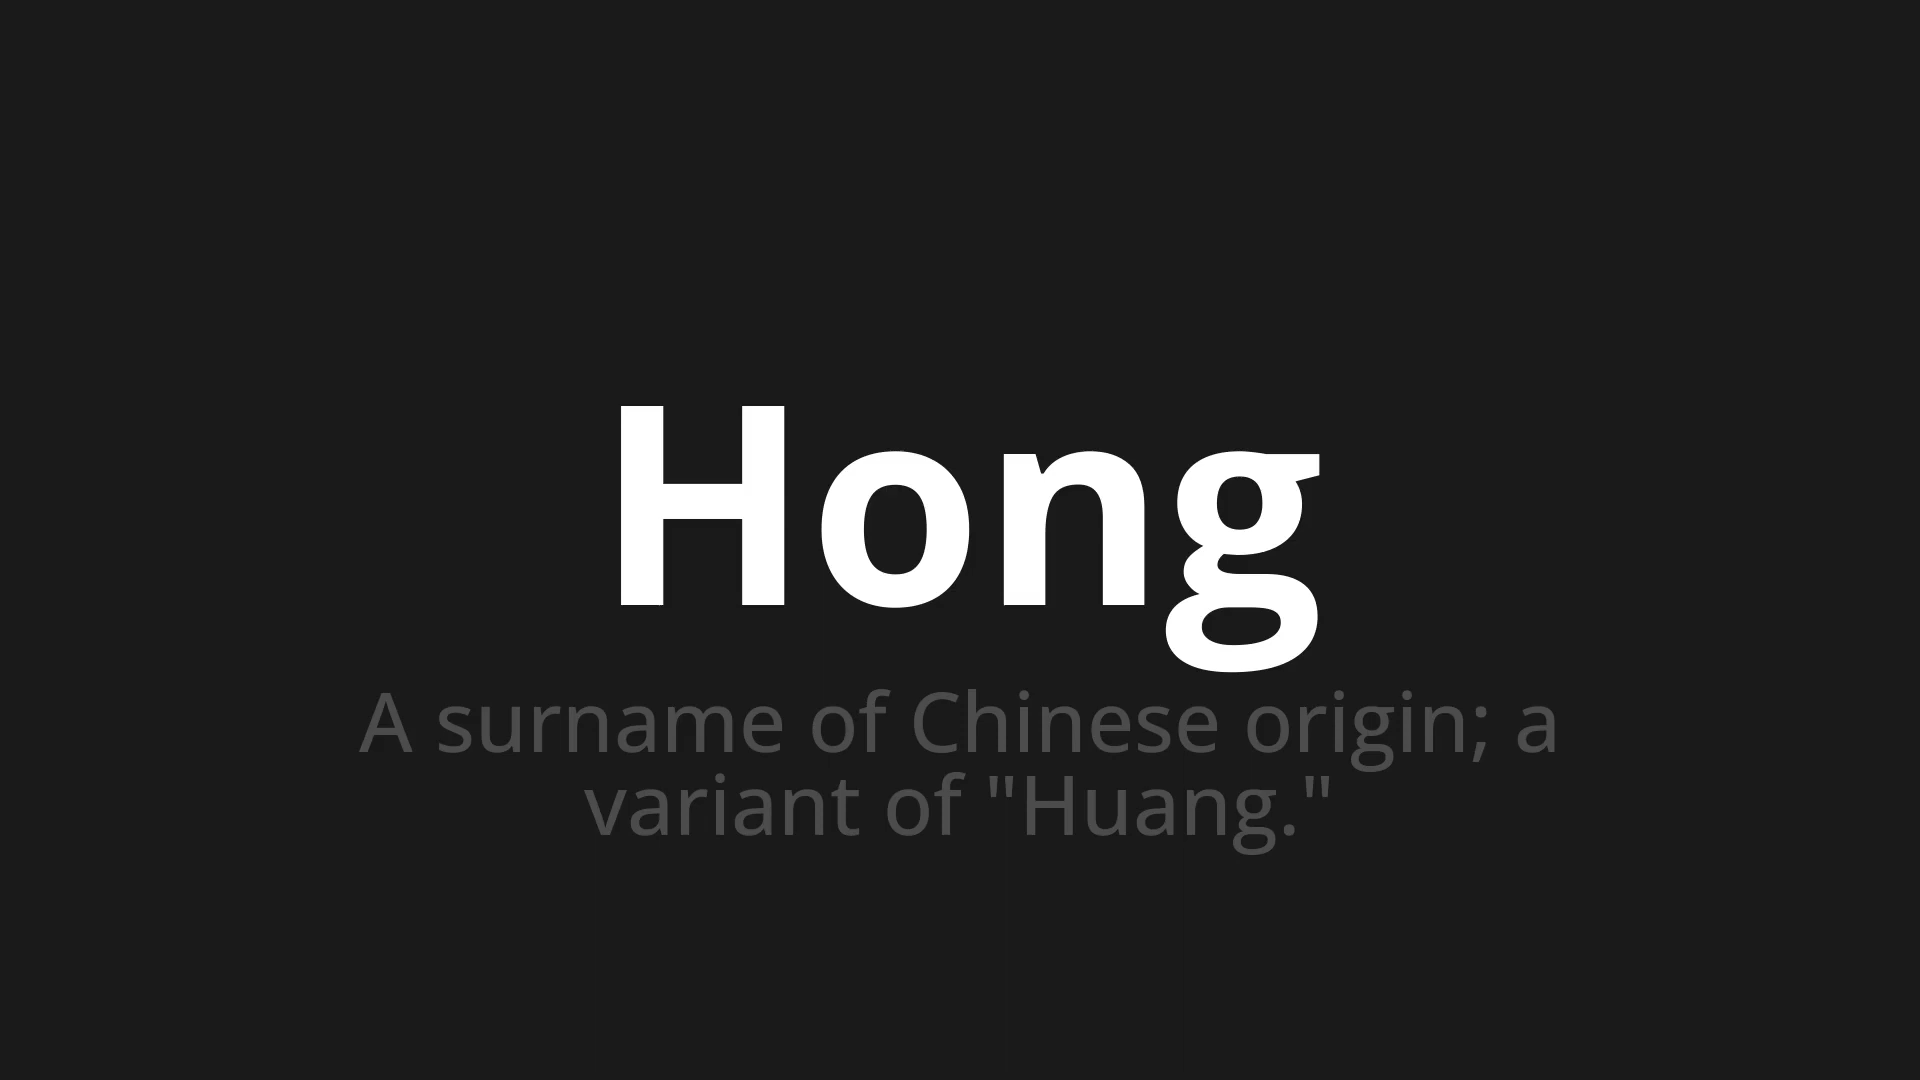 Hong
A surname of Chinese origin; a
variant of "Huang."